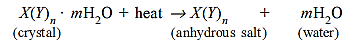 X(Y)ₙ · mH₂O + heat → X(Y)ₙ + mH₂O
(crystal) (anhydrous salt) (water)